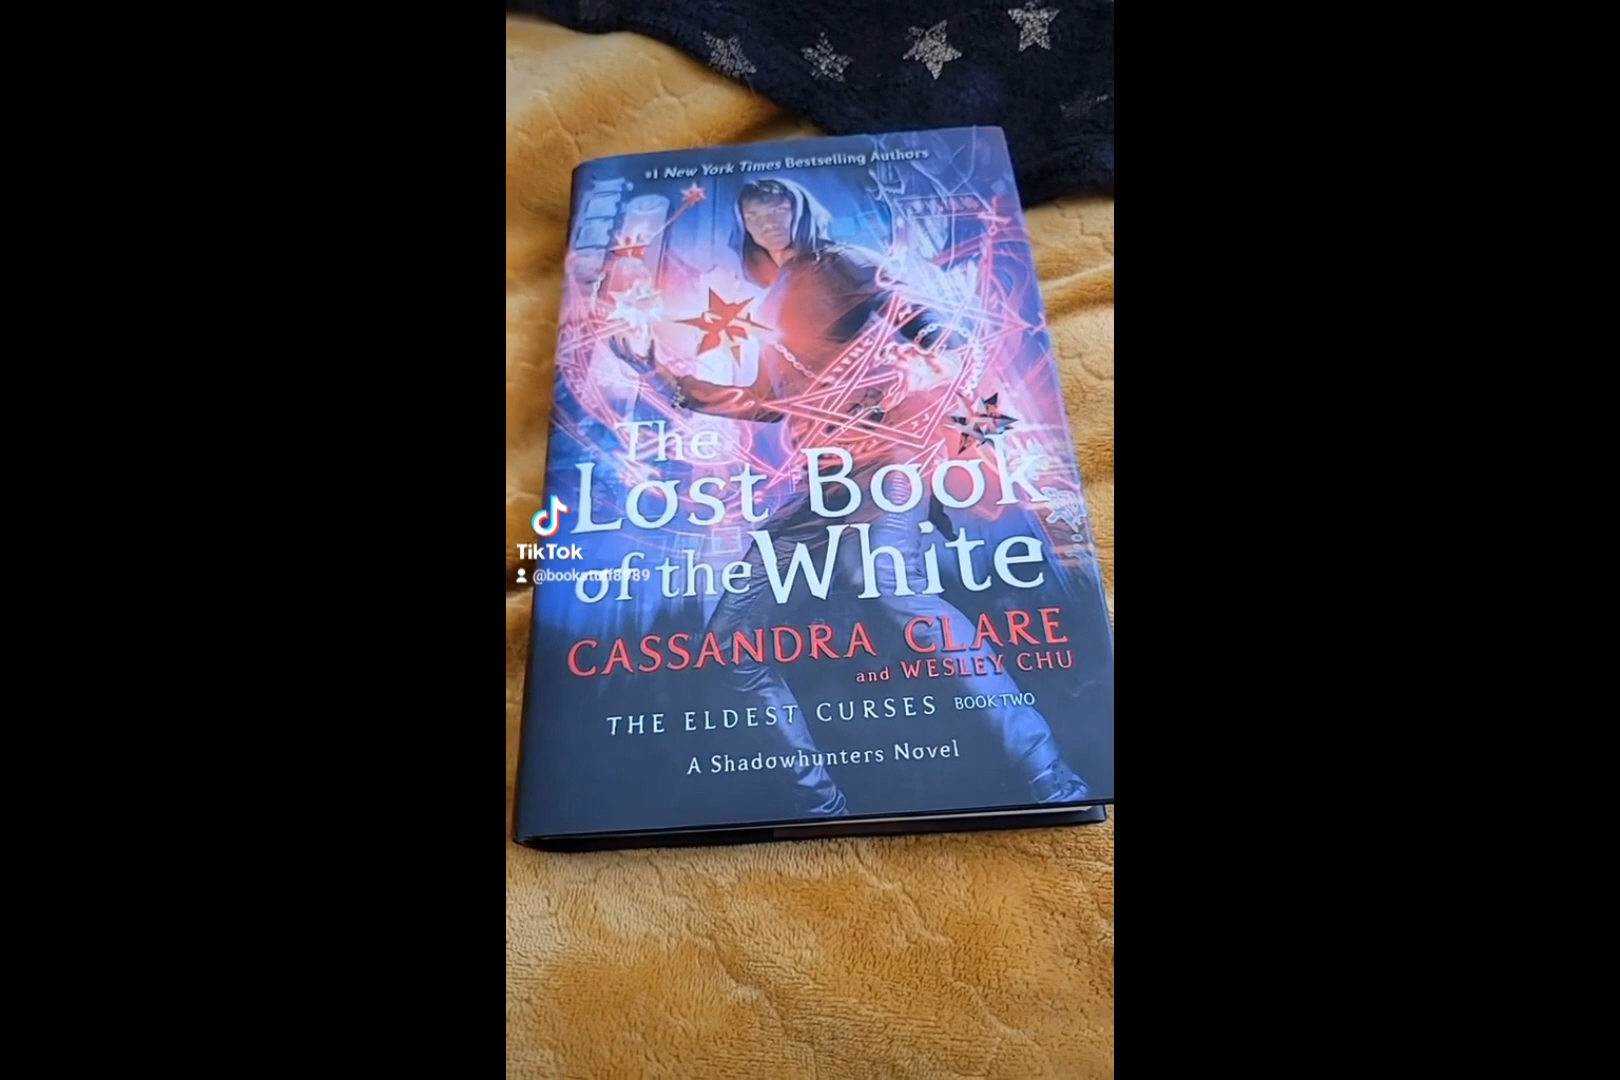 #1 New York Times Bestselling Authors
The
Lost Book
of the White
TikTok
@bookstuff8989
CASSANDRA CLARE
and WESLEY CHU
THE ELDEST CURSES BOOK TWO
A Shadowhunters Novel